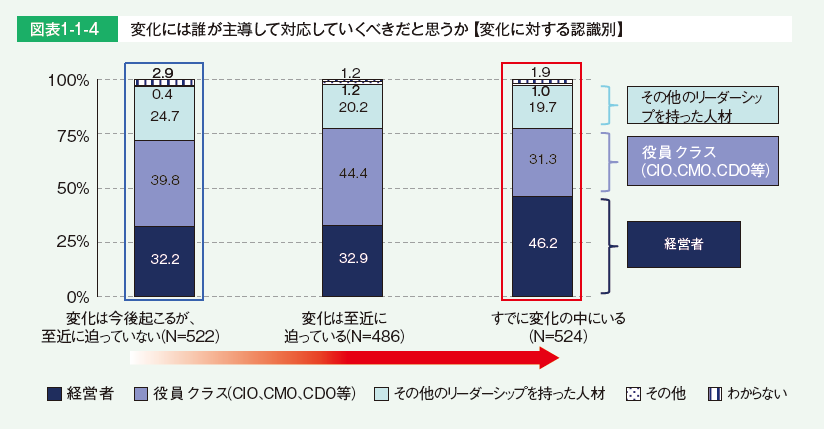 図表1-1-4
変化には誰が主導して対応していくべきだと思うか【変化に対する認識別】
100%
75%
50%
25%
0%
2.9
0.4
24.7
39.8
32.2
1.2
1.2
20.2
44.4
32.9
1.9
1.0
19.7
31.3
46.2
その他のリーダーシッ
プを持った人材
役員クラス
(CIO、CMO、CDO等)
経営者
変化は今後起こるが、
至近に迫っていない(N=522)
変化は至近に
迫っている(N=486)
すでに変化の中にいる
(N=524)
経営者 役員クラス(CIO、CMO、CDO等) その他のリーダーシップを持った人材 その他 わからない